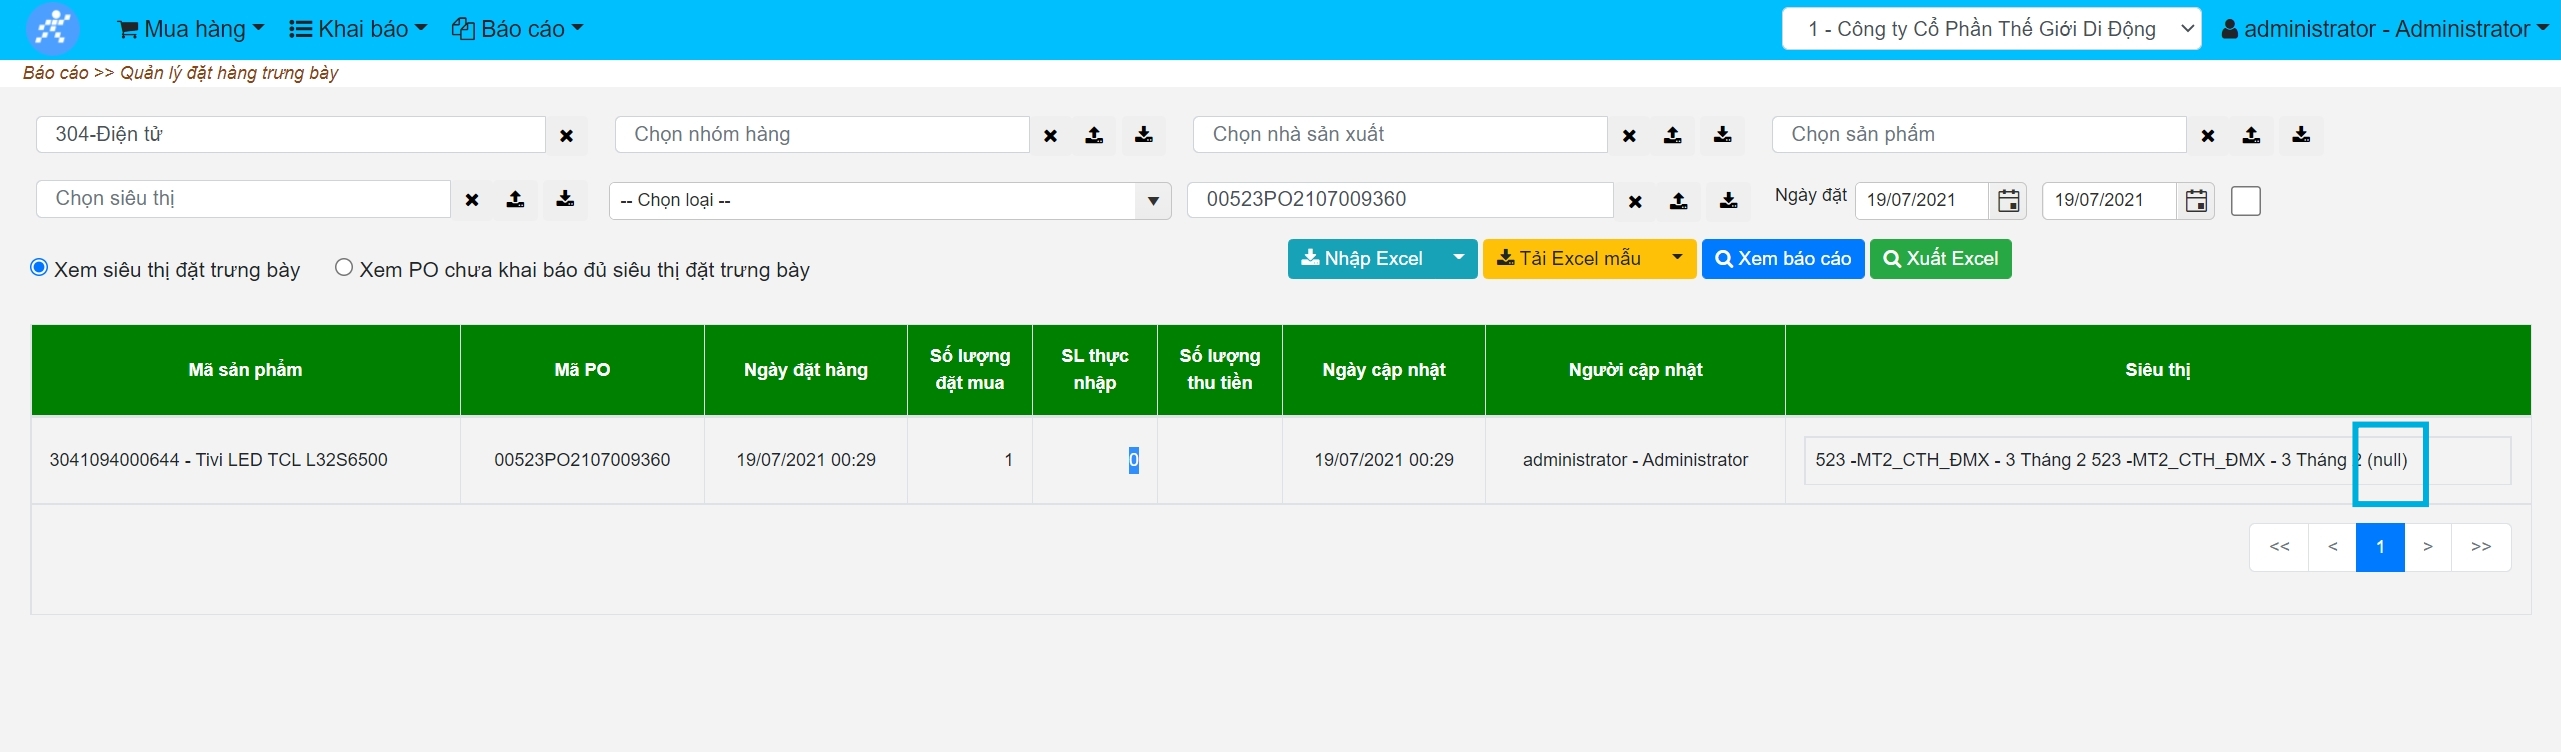 Mua hàng Khai báo Báo cáo 1 - Công ty Cổ Phần Thế Giới Di Động administrator - Administrator
Báo cáo >> Quản lý đặt hàng trưng bày
304-Điện tử Chọn nhóm hàng Chọn nhà sản xuất Chọn sản phẩm
Chọn siêu thị -- Chọn loại -- 00523PO2107009360 Ngày đặt 19/07/2021 19/07/2021
Xem siêu thị đặt trưng bày Xem PO chưa khai báo đủ siêu thị đặt trưng bày Nhập Excel Tải Excel mẫu Xem báo cáo Xuất Excel
Mã sản phẩm Mã PO Ngày đặt hàng Số lượng đặt mua SL thực nhập Số lượng thu tiền Ngày cập nhật Người cập nhật Siêu thị
3041094000644 - Tivi LED TCL L32S6500 00523PO2107009360 19/07/2021 00:29 1 0 19/07/2021 00:29 administrator - Administrator 523 -MT2_CTH_ĐMX - 3 Tháng 2 523 -MT2_CTH_ĐMX - 3 Tháng 2 (null)
<< < 1 > >>